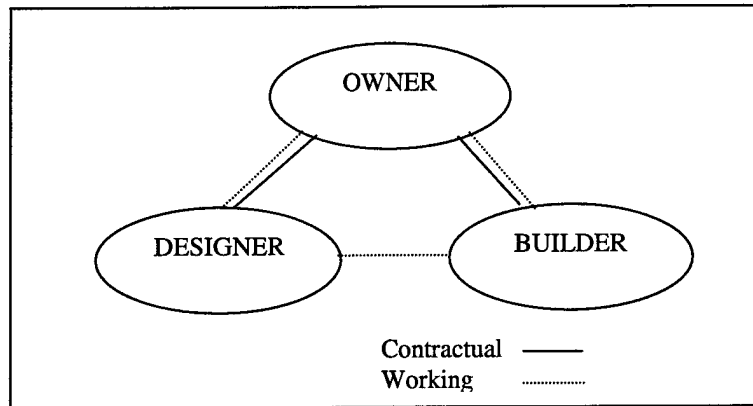 OWNER
DESIGNER
BUILDER
Contractual
Working